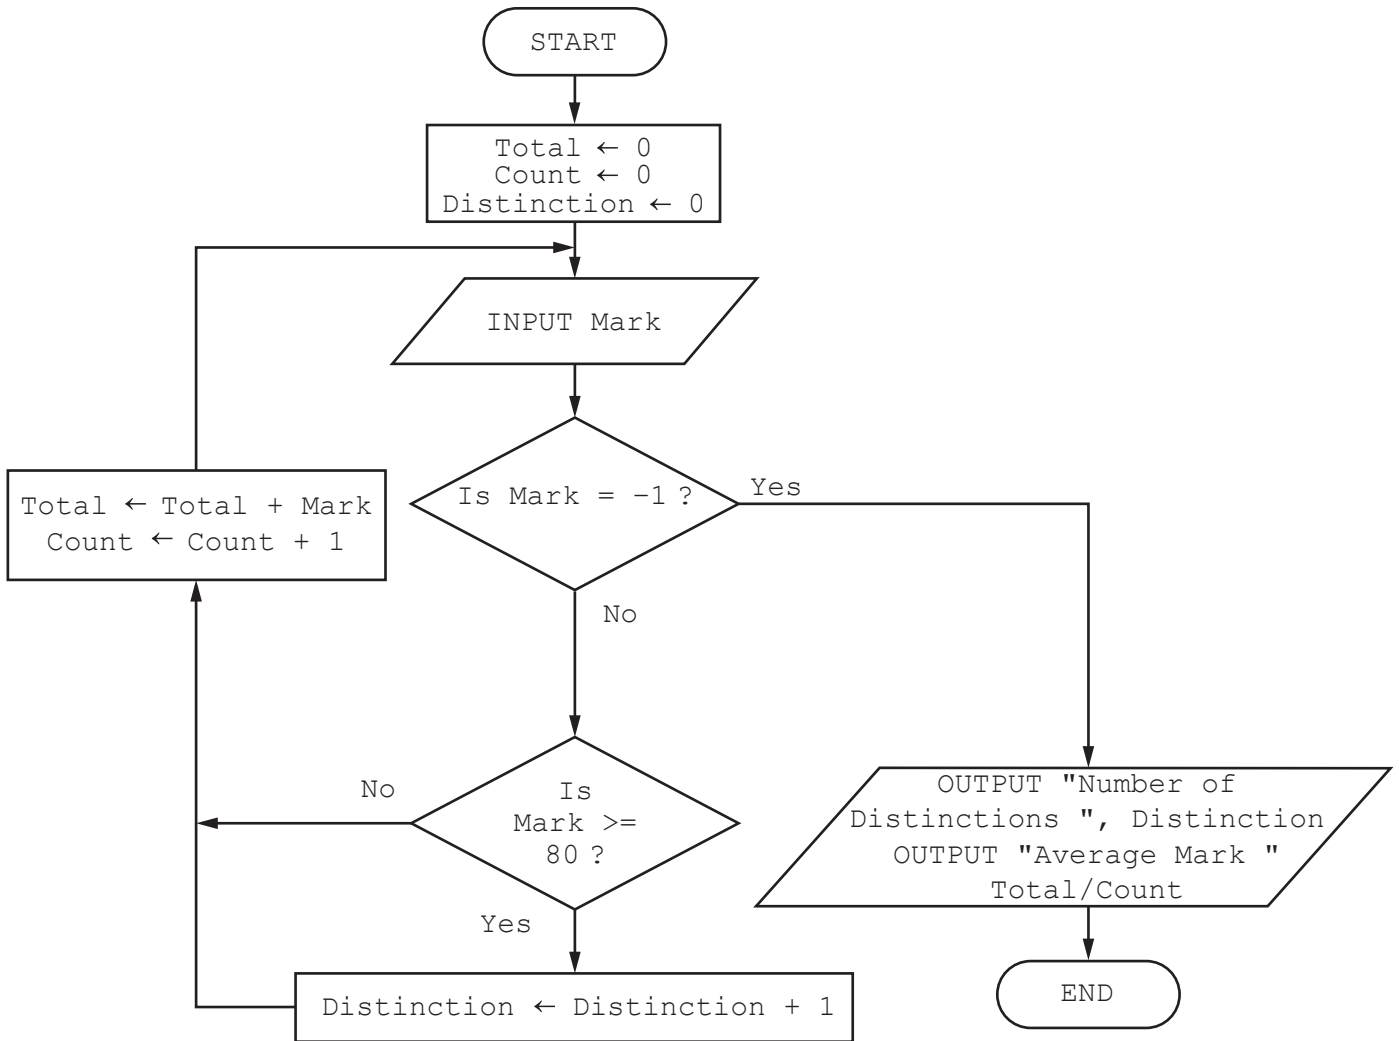 START
Total ← 0
Count ← 0
Distinction ← 0
INPUT Mark
Is Mark = –1 ?
Yes
Total ← Total + Mark
Count ← Count + 1
No
No
Is
Mark >=
80 ?
Yes
OUTPUT "Number of
Distinctions ", Distinction
OUTPUT "Average Mark "
Total/Count
Distinction ← Distinction + 1
END